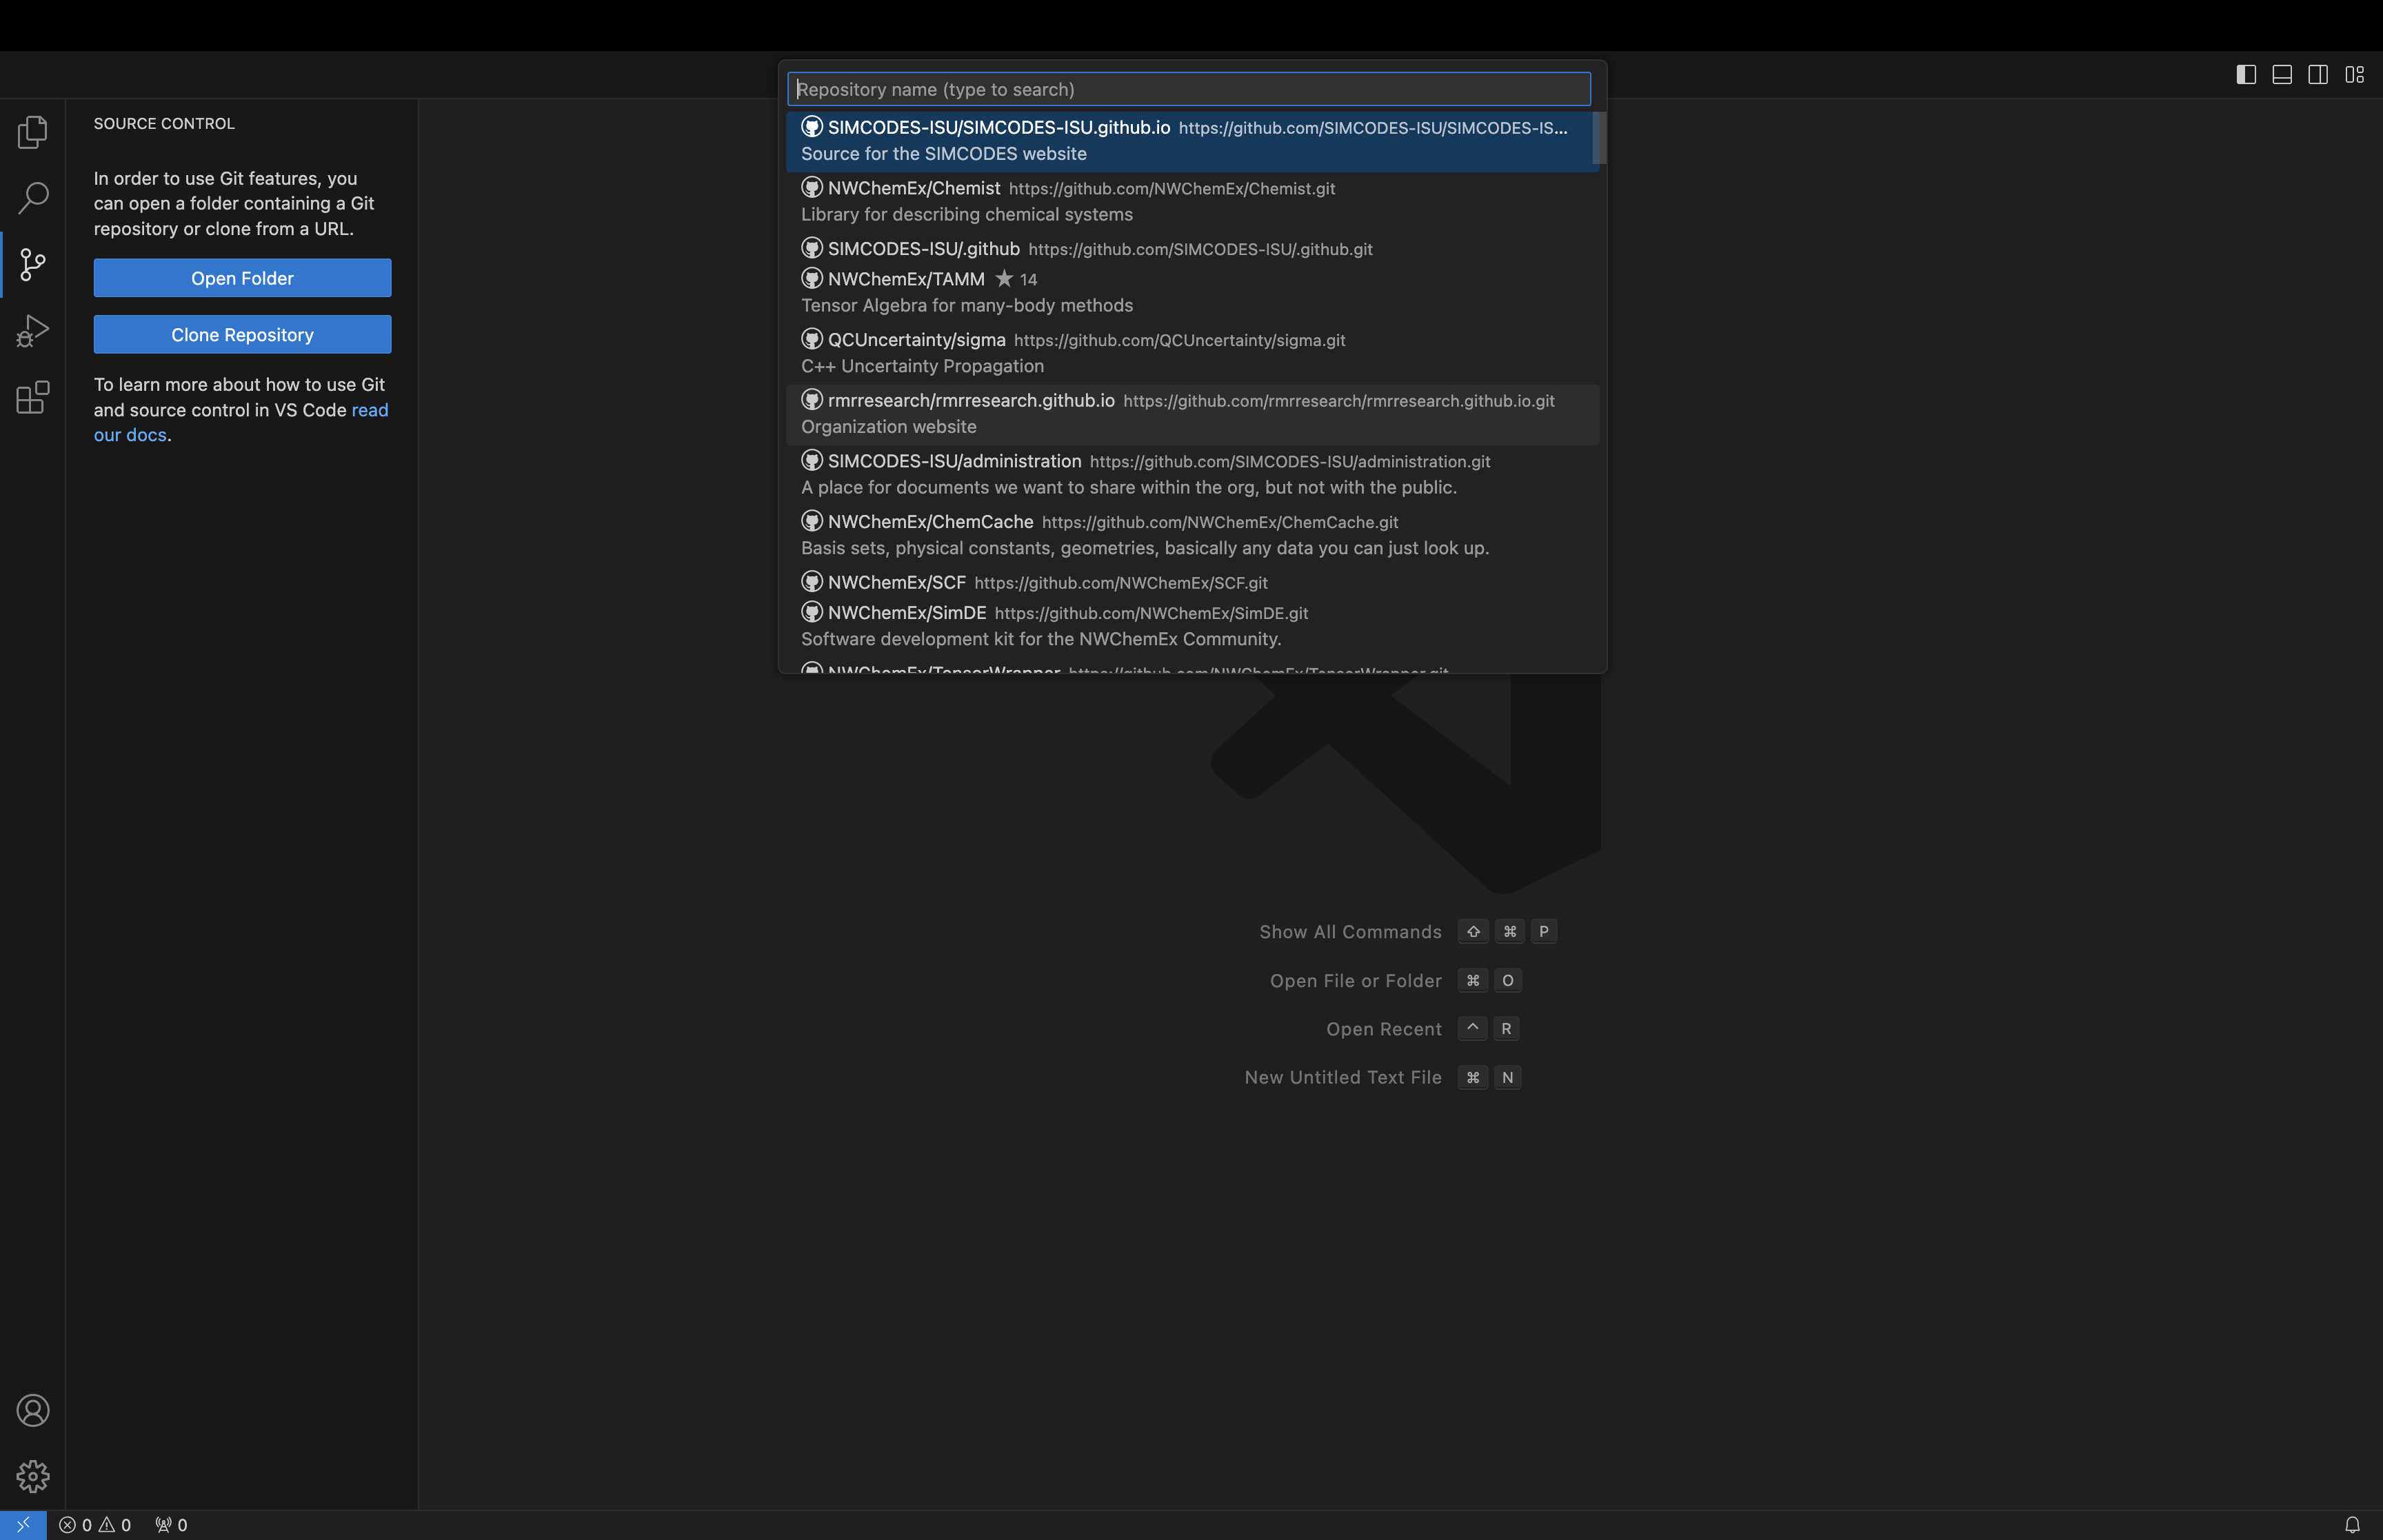 Repository name (type to search)
SOURCE CONTROL
In order to use Git features, you
can open a folder containing a Git
repository or clone from a URL.
Open Folder
Clone Repository
To learn more about how to use Git
and source control in VS Code read
our docs.
SIMCODES-ISU/SIMCODES-ISU.github.io https://github.com/SIMCODES-ISU/SIMCODES-IS...
Source for the SIMCODES website
NWChemEx/Chemist https://github.com/NWChemEx/Chemist.git
Library for describing chemical systems
SIMCODES-ISU/.github https://github.com/SIMCODES-ISU/.github.git
NWChemEx/TAMM ★ 14
Tensor Algebra for many-body methods
QCUncertainty/sigma https://github.com/QCUncertainty/sigma.git
C++ Uncertainty Propagation
rmrresearch/rmrresearch.github.io https://github.com/rmrresearch/rmrresearch.github.io.git
Organization website
SIMCODES-ISU/administration https://github.com/SIMCODES-ISU/administration.git
A place for documents we want to share within the org, but not with the public.
NWChemEx/ChemCache https://github.com/NWChemEx/ChemCache.git
Basis sets, physical constants, geometries, basically any data you can just look up.
NWChemEx/SCF https://github.com/NWChemEx/SCF.git
NWChemEx/SimDE https://github.com/NWChemEx/SimDE.git
Software development kit for the NWChemEx Community.
NWChemEx/TensorWrapper https://github.com/NWChemEx/TensorWrapper.git
Show All Commands ⇧ ⌘ P
Open File or Folder ⌘ O
Open Recent ^ R
New Untitled Text File ⌘ N
0 0 0